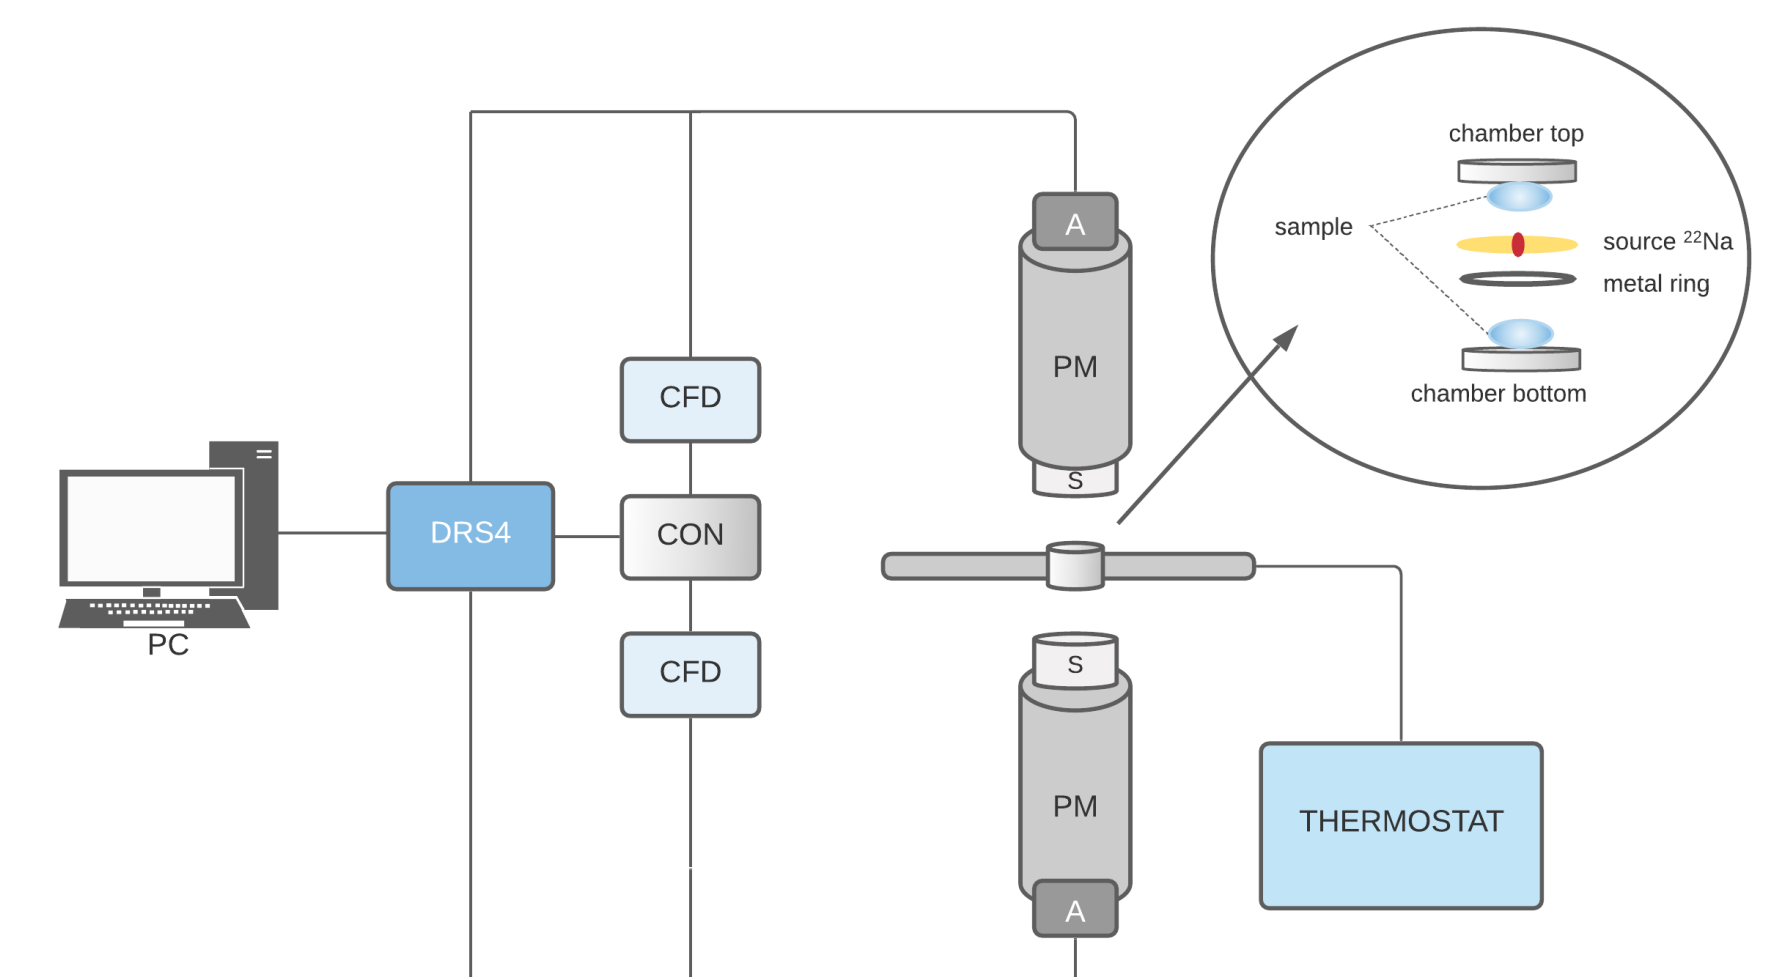 chamber top
A
sample
source ²²Na
metal ring
PM
CFD
chamber bottom
S
DRS4
CON
PC
CFD
S
PM
THERMOSTAT
A